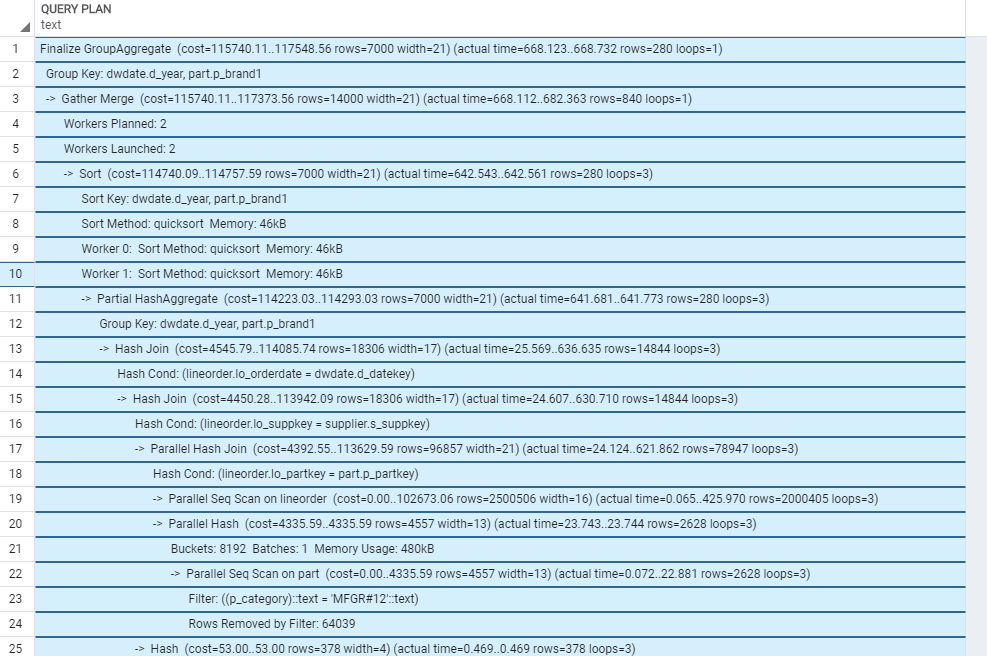 QUERY PLAN
text
1 Finalize GroupAggregate (cost=115740.11..117548.56 rows=7000 width=21) (actual time=668.123..668.732 rows=280 loops=1)
2 Group Key: dwdate.d_year, part.p_brand1
3 -> Gather Merge (cost=115740.11..117373.56 rows=14000 width=21) (actual time=668.112..682.363 rows=840 loops=1)
4 Workers Planned: 2
5 Workers Launched: 2
6 -> Sort (cost=114740.09..114757.59 rows=7000 width=21) (actual time=642.543..642.561 rows=280 loops=3)
7 Sort Key: dwdate.d_year, part.p_brand1
8 Sort Method: quicksort Memory: 46kB
9 Worker 0: Sort Method: quicksort Memory: 46kB
10 Worker 1: Sort Method: quicksort Memory: 46kB
11 -> Partial HashAggregate (cost=114223.03..114293.03 rows=7000 width=21) (actual time=641.681..641.773 rows=280 loops=3)
12 Group Key: dwdate.d_year, part.p_brand1
13 -> Hash Join (cost=4545.79..114085.74 rows=18306 width=17) (actual time=25.569..636.635 rows=14844 loops=3)
14 Hash Cond: (lineorder.lo_orderdate = dwdate.d_datekey)
15 -> Hash Join (cost=4450.28..113942.09 rows=18306 width=17) (actual time=24.607..630.710 rows=14844 loops=3)
16 Hash Cond: (lineorder.lo_suppkey = supplier.s_suppkey)
17 -> Parallel Hash Join (cost=4392.55..113629.59 rows=96857 width=21) (actual time=24.124..621.862 rows=78947 loops=3)
18 Hash Cond: (lineorder.lo_partkey = part.p_partkey)
19 -> Parallel Seq Scan on lineorder (cost=0.00..102673.06 rows=2500506 width=16) (actual time=0.065..425.970 rows=2000405 loops=3)
20 -> Parallel Hash (cost=4335.59..4335.59 rows=4557 width=13) (actual time=23.743..23.744 rows=2628 loops=3)
21 Buckets: 8192 Batches: 1 Memory Usage: 480kB
22 -> Parallel Seq Scan on part (cost=0.00..4335.59 rows=4557 width=13) (actual time=0.072..22.881 rows=2628 loops=3)
23 Filter: ((p_category)::text = 'MFGR#12'::text)
24 Rows Removed by Filter: 64039
25 -> Hash (cost=53.00..53.00 rows=378 width=4) (actual time=0.469..0.469 rows=378 loops=3)